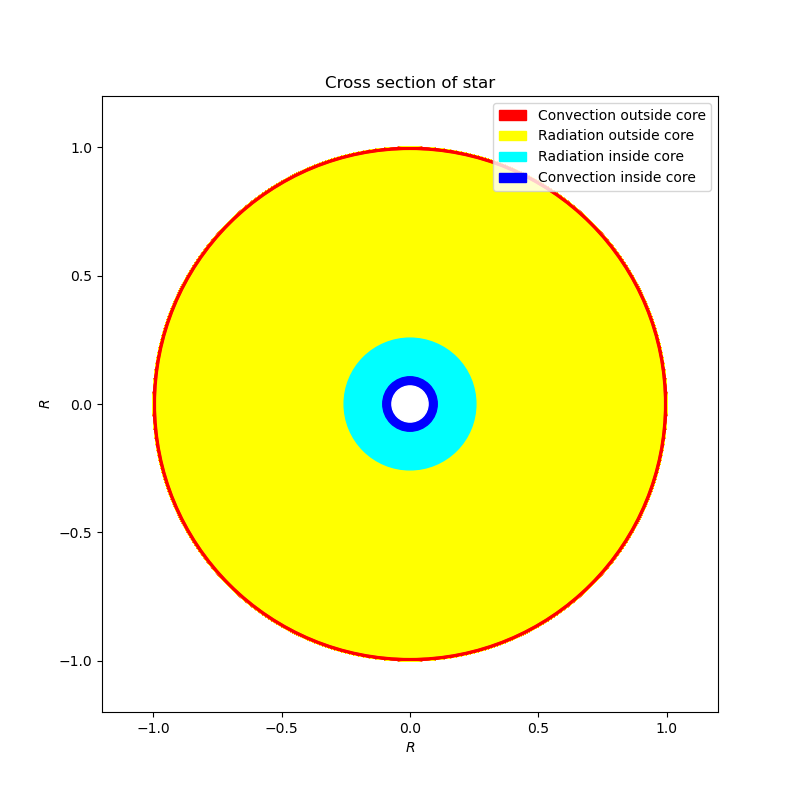 Cross section of star
Convection outside core
Radiation outside core
Radiation inside core
Convection inside core
1.0
0.5
0.0
−0.5
−1.0
R
−1.0 −0.5 0.0 0.5 1.0
R